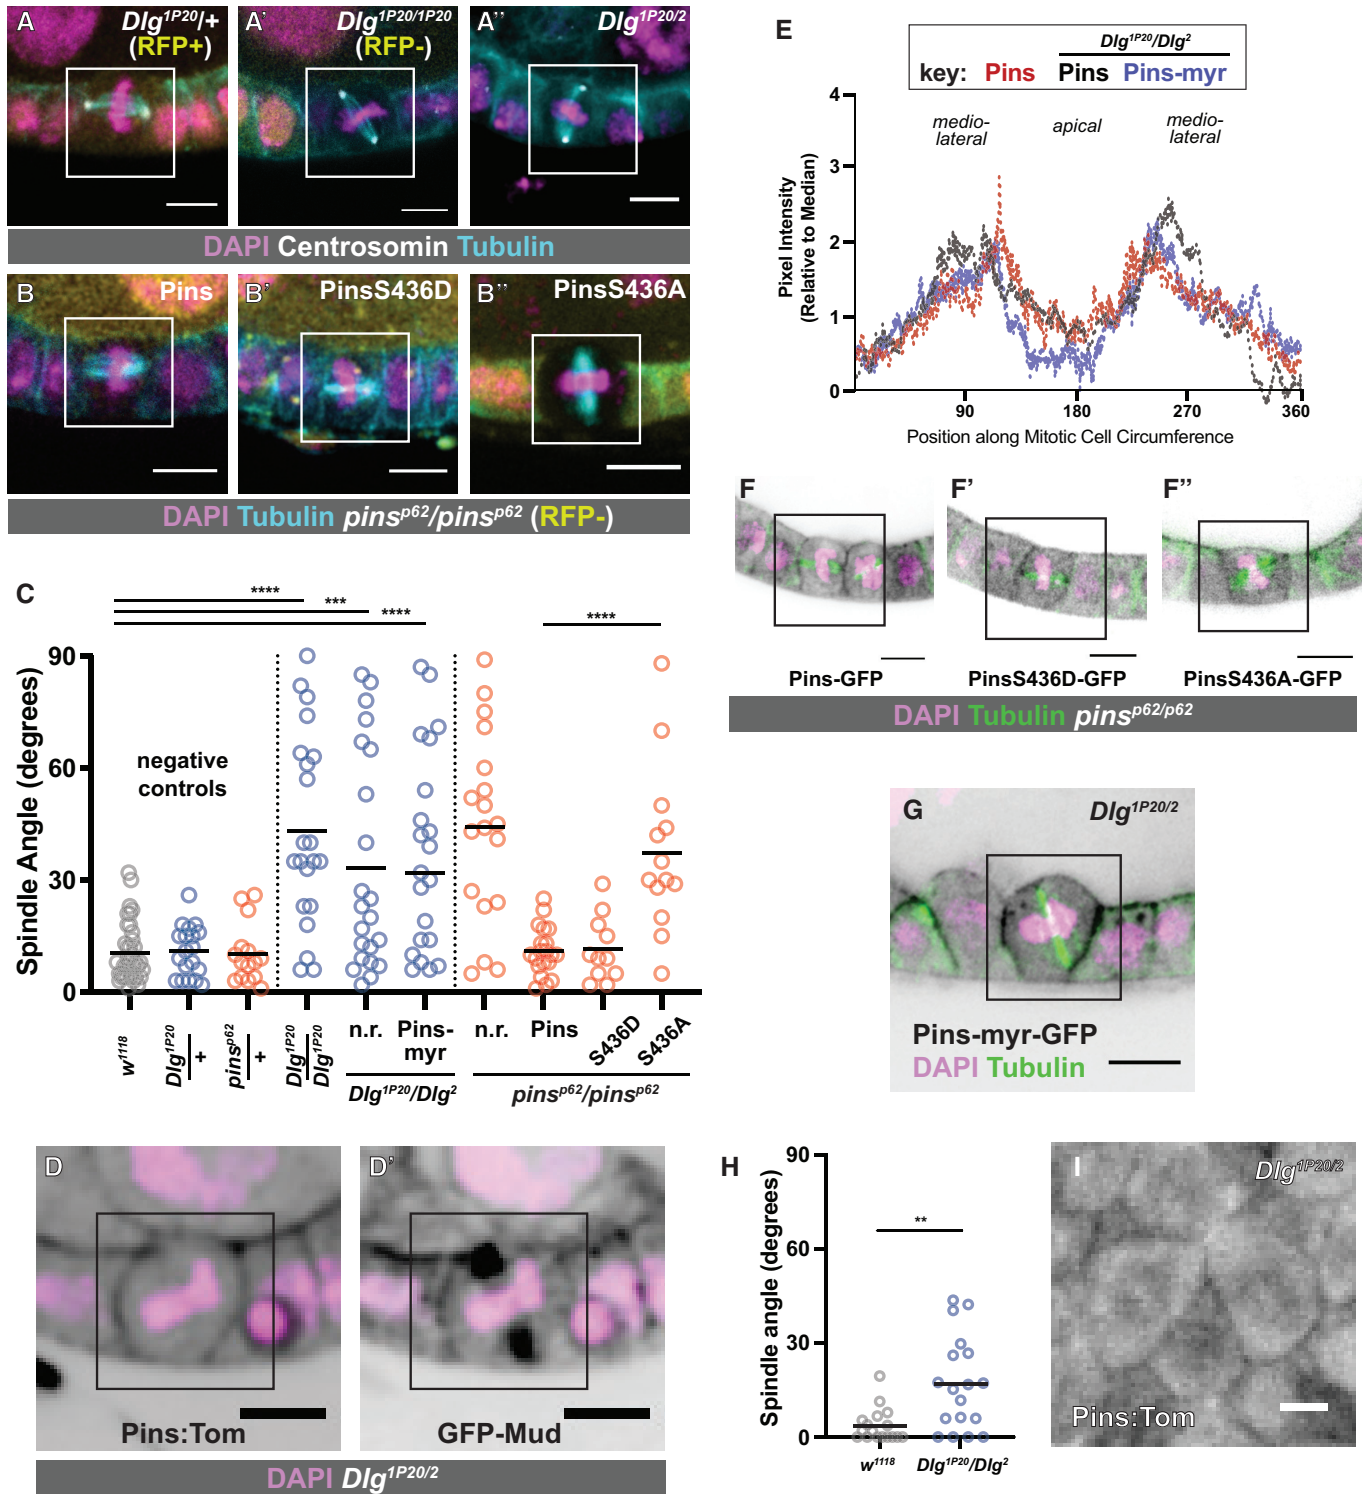 A
Dlg1P20/+
(RFP+)
A'
Dlg1P20/1P20
(RFP-)
A''
Dlg1P20/2
DAPI Centrosomin Tubulin
B
Pins
B'
PinsS436D
B''
PinsS436A
DAPI Tubulin pinsp62/pinsp62 (RFP-)
C
****
***
****
****
Spindle Angle (degrees)
90
60
30
0
negative
controls
w1118
Dlg1P20
+
pinsp62
+
Dlg1P20
Dlg1P20
n.r.
Pins-
myr
Dlg1P20/Dlg2
n.r.
Pins
S436D
S436A
pinsp62/pinsp62
D
Pins:Tom
D'
GFP-Mud
DAPI Dlg1P20/2
E
Dlg1P20/Dlg2
key: Pins Pins Pins-myr
Pixel Intensity
(Relative to Median)
4
3
2
1
0
medio-
lateral
apical
medio-
lateral
90
180
270
360
Position along Mitotic Cell Circumference
F
Pins-GFP
F'
PinsS436D-GFP
F''
PinsS436A-GFP
DAPI Tubulin pinsp62/p62
G
Dlg1P20/2
Pins-myr-GFP
DAPI Tubulin
H
Spindle angle (degrees)
90
60
30
0
**
w1118
Dlg1P20/Dlg2
I
Dlg1P20/2
Pins:Tom